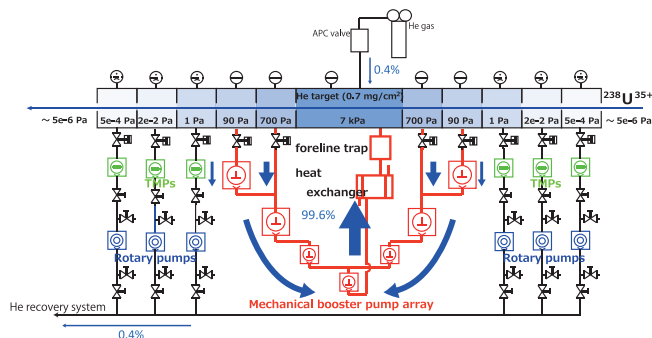 He gas
APC valve
0.4%
He target (0.7 mg/cm²)
²³⁸U³⁵⁺
~ 5e-6 Pa 5e-4 Pa 2e-2 Pa 1 Pa 90 Pa 700 Pa 7 kPa 700 Pa 90 Pa 1 Pa 2e-2 Pa 5e-4 Pa ~ 5e-6 Pa
foreline trap
heat
exchanger
TMPs TMPs
99.6%
Rotary pumps Rotary pumps
Mechanical booster pump array
He recovery system
0.4%